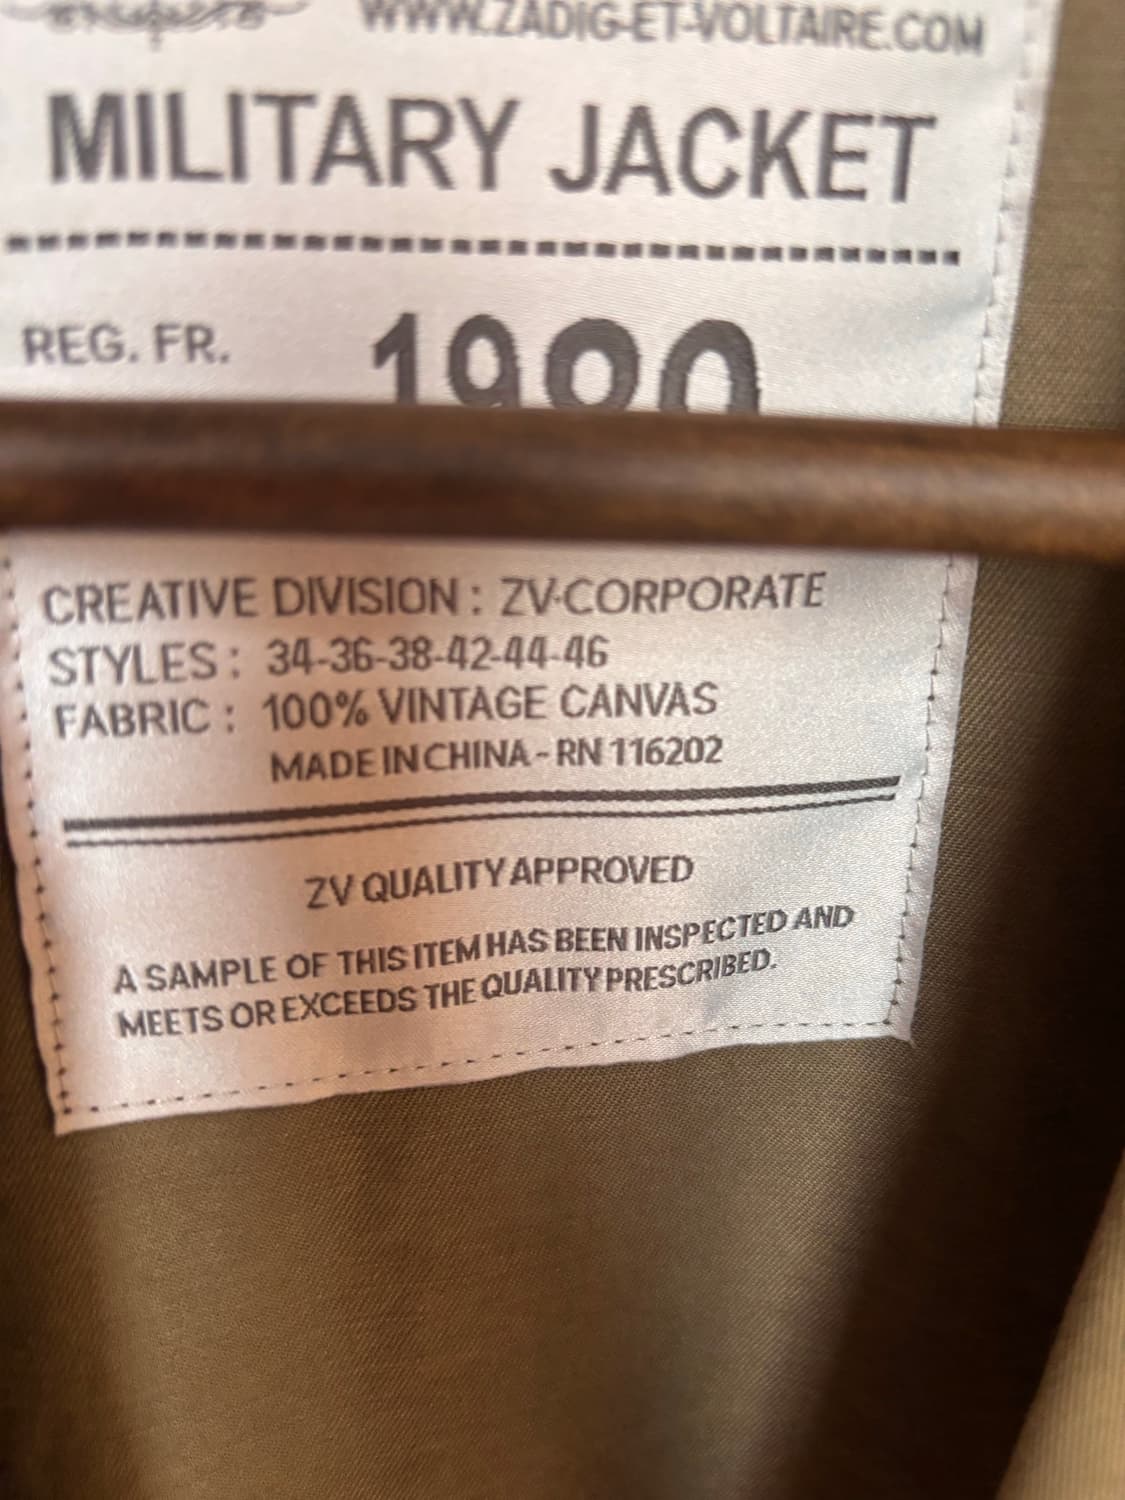 WWW.ZADIG-ET-VOLTAIRE.COM
MILITARY JACKET
REG. FR.
CREATIVE DIVISION : ZV-CORPORATE
STYLES : 34-36-38-42-44-46
FABRIC : 100% VINTAGE CANVAS
MADE IN CHINA - RN 116202
ZV QUALITY APPROVED
A SAMPLE OF THIS ITEM HAS BEEN INSPECTED AND
MEETS OR EXCEEDS THE QUALITY PRESCRIBED.